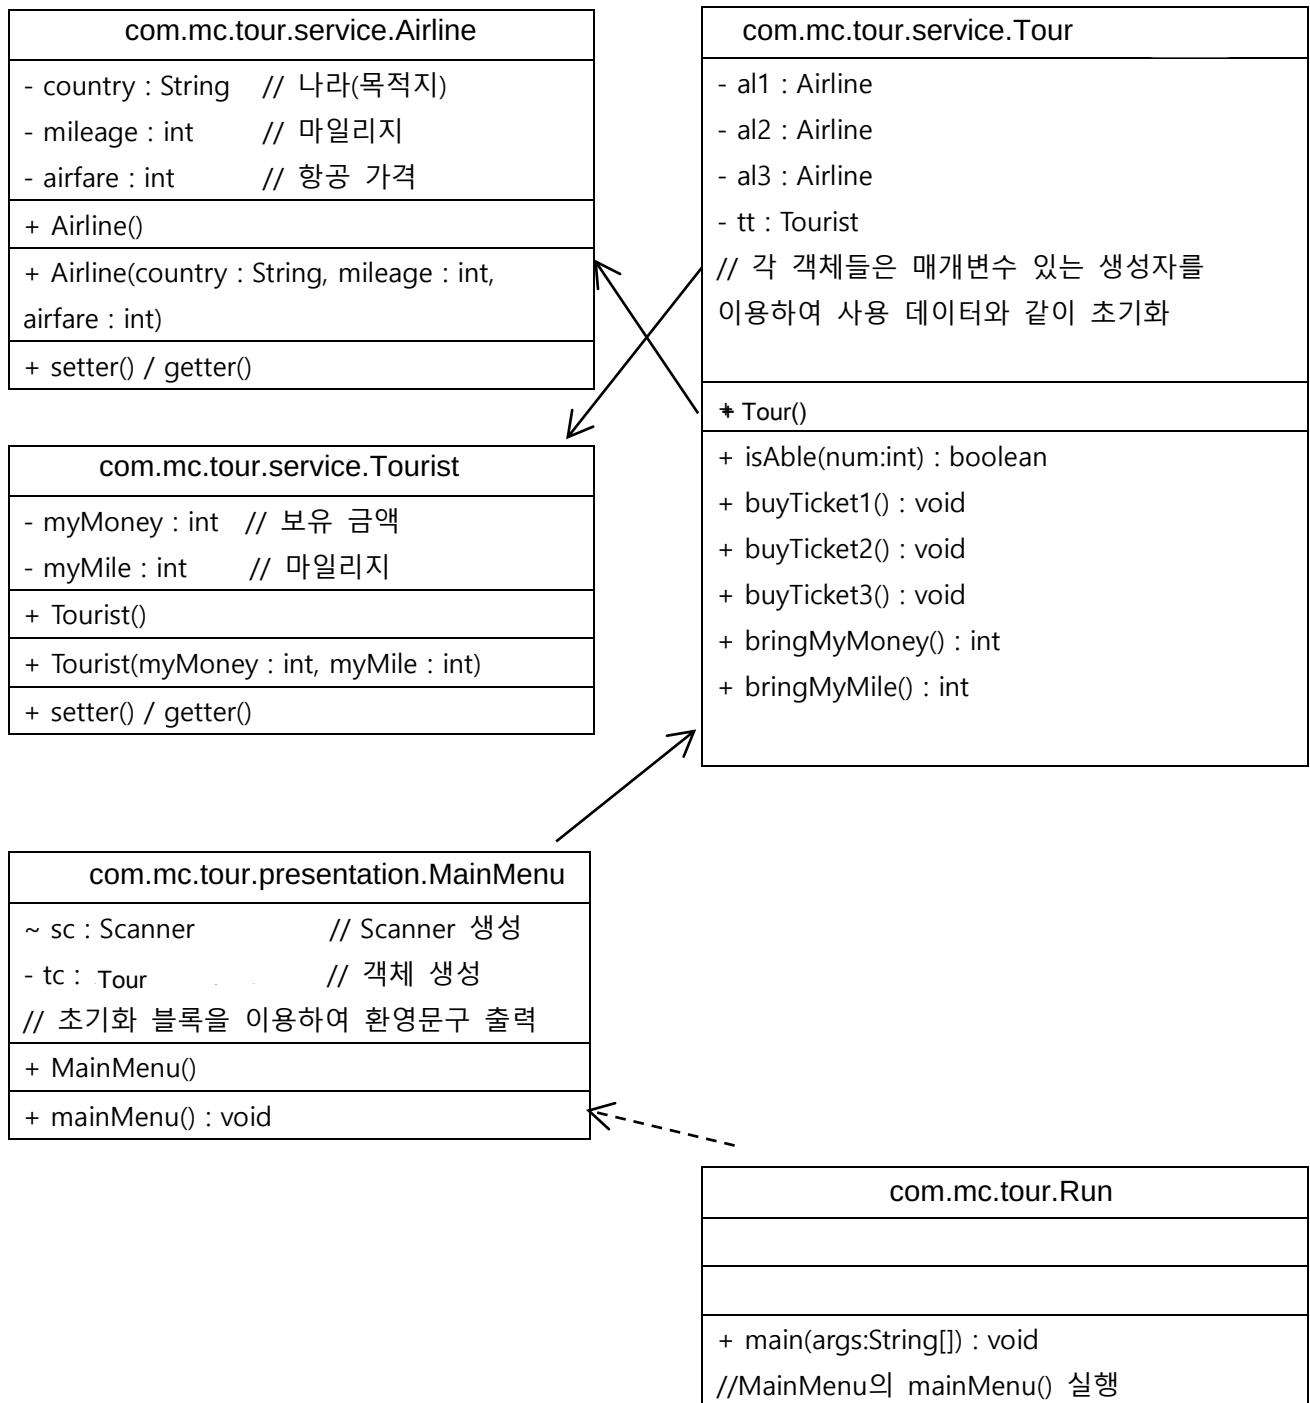 com.mc.tour.service.Airline
- country : String // 나라(목적지)
- mileage : int // 마일리지
- airfare : int // 항공 가격
+ Airline()
+ Airline(country : String, mileage : int,
airfare : int)
+ setter() / getter()
com.mc.tour.service.Tour
- al1 : Airline
- al2 : Airline
- al3 : Airline
- tt : Tourist
// 각 객체들은 매개변수 있는 생성자를
이용하여 사용 데이터와 같이 초기화
+ Tour()
+ isAble(num:int) : boolean
+ buyTicket1() : void
+ buyTicket2() : void
+ buyTicket3() : void
+ bringMyMoney() : int
+ bringMyMile() : int
com.mc.tour.service.Tourist
- myMoney : int // 보유 금액
- myMile : int // 마일리지
+ Tourist()
+ Tourist(myMoney : int, myMile : int)
+ setter() / getter()
com.mc.tour.presentation.MainMenu
~ sc : Scanner // Scanner 생성
- tc : Tour // 객체 생성
// 초기화 블록을 이용하여 환영문구 출력
+ MainMenu()
+ mainMenu() : void
com.mc.tour.Run
+ main(args:String[]) : void
//MainMenu의 mainMenu() 실행